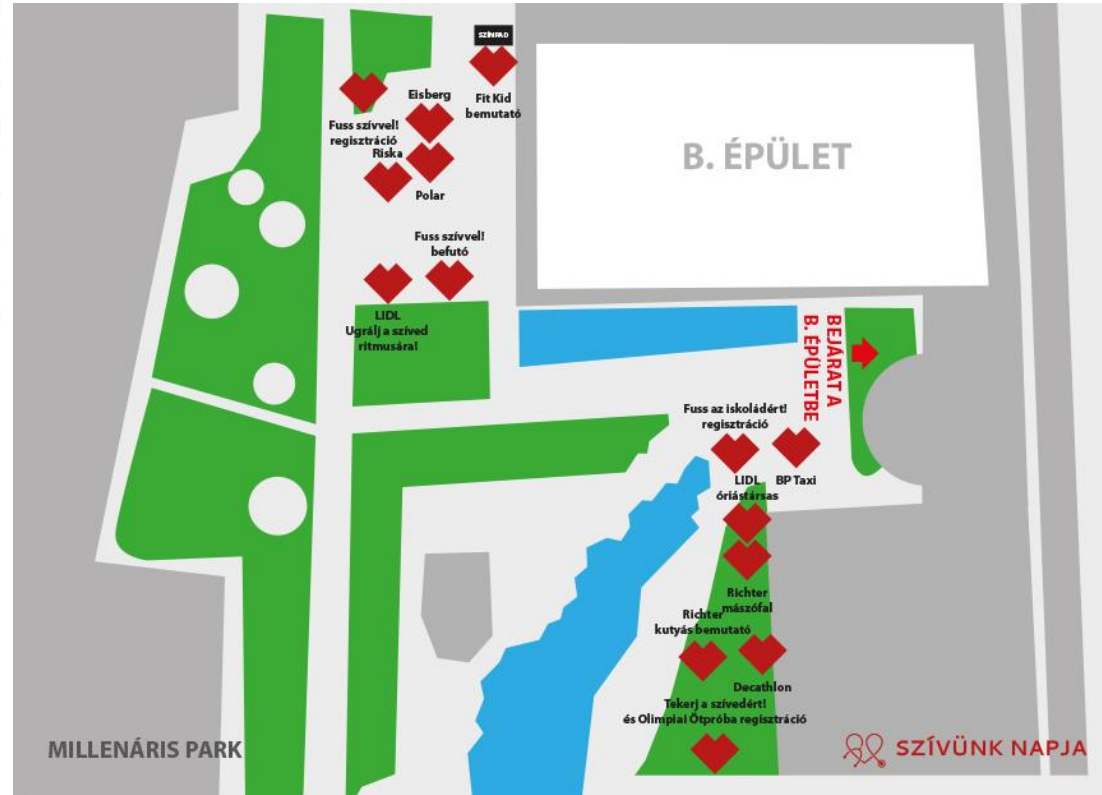 SZÍNPAD
Fit Kid
bemutató
Eisberg
Fuss szívvel!
regisztráció
Riska
Polar
B. ÉPÜLET
Fuss szívvel!
befutó
LIDL
Ugrálj a szíved
ritmusára!
BEJÁRAT A
B. ÉPÜLETBE
Fuss az iskoládért!
regisztráció
LIDL
óriástársas
BP Taxi
Richter
mászófal
Richter
kutyás bemutató
Decathlon
Tekerj a szívedért!
és Olimpiai Ötpróba regisztráció
MILLENÁRIS PARK
SZÍVÜNK NAPJA